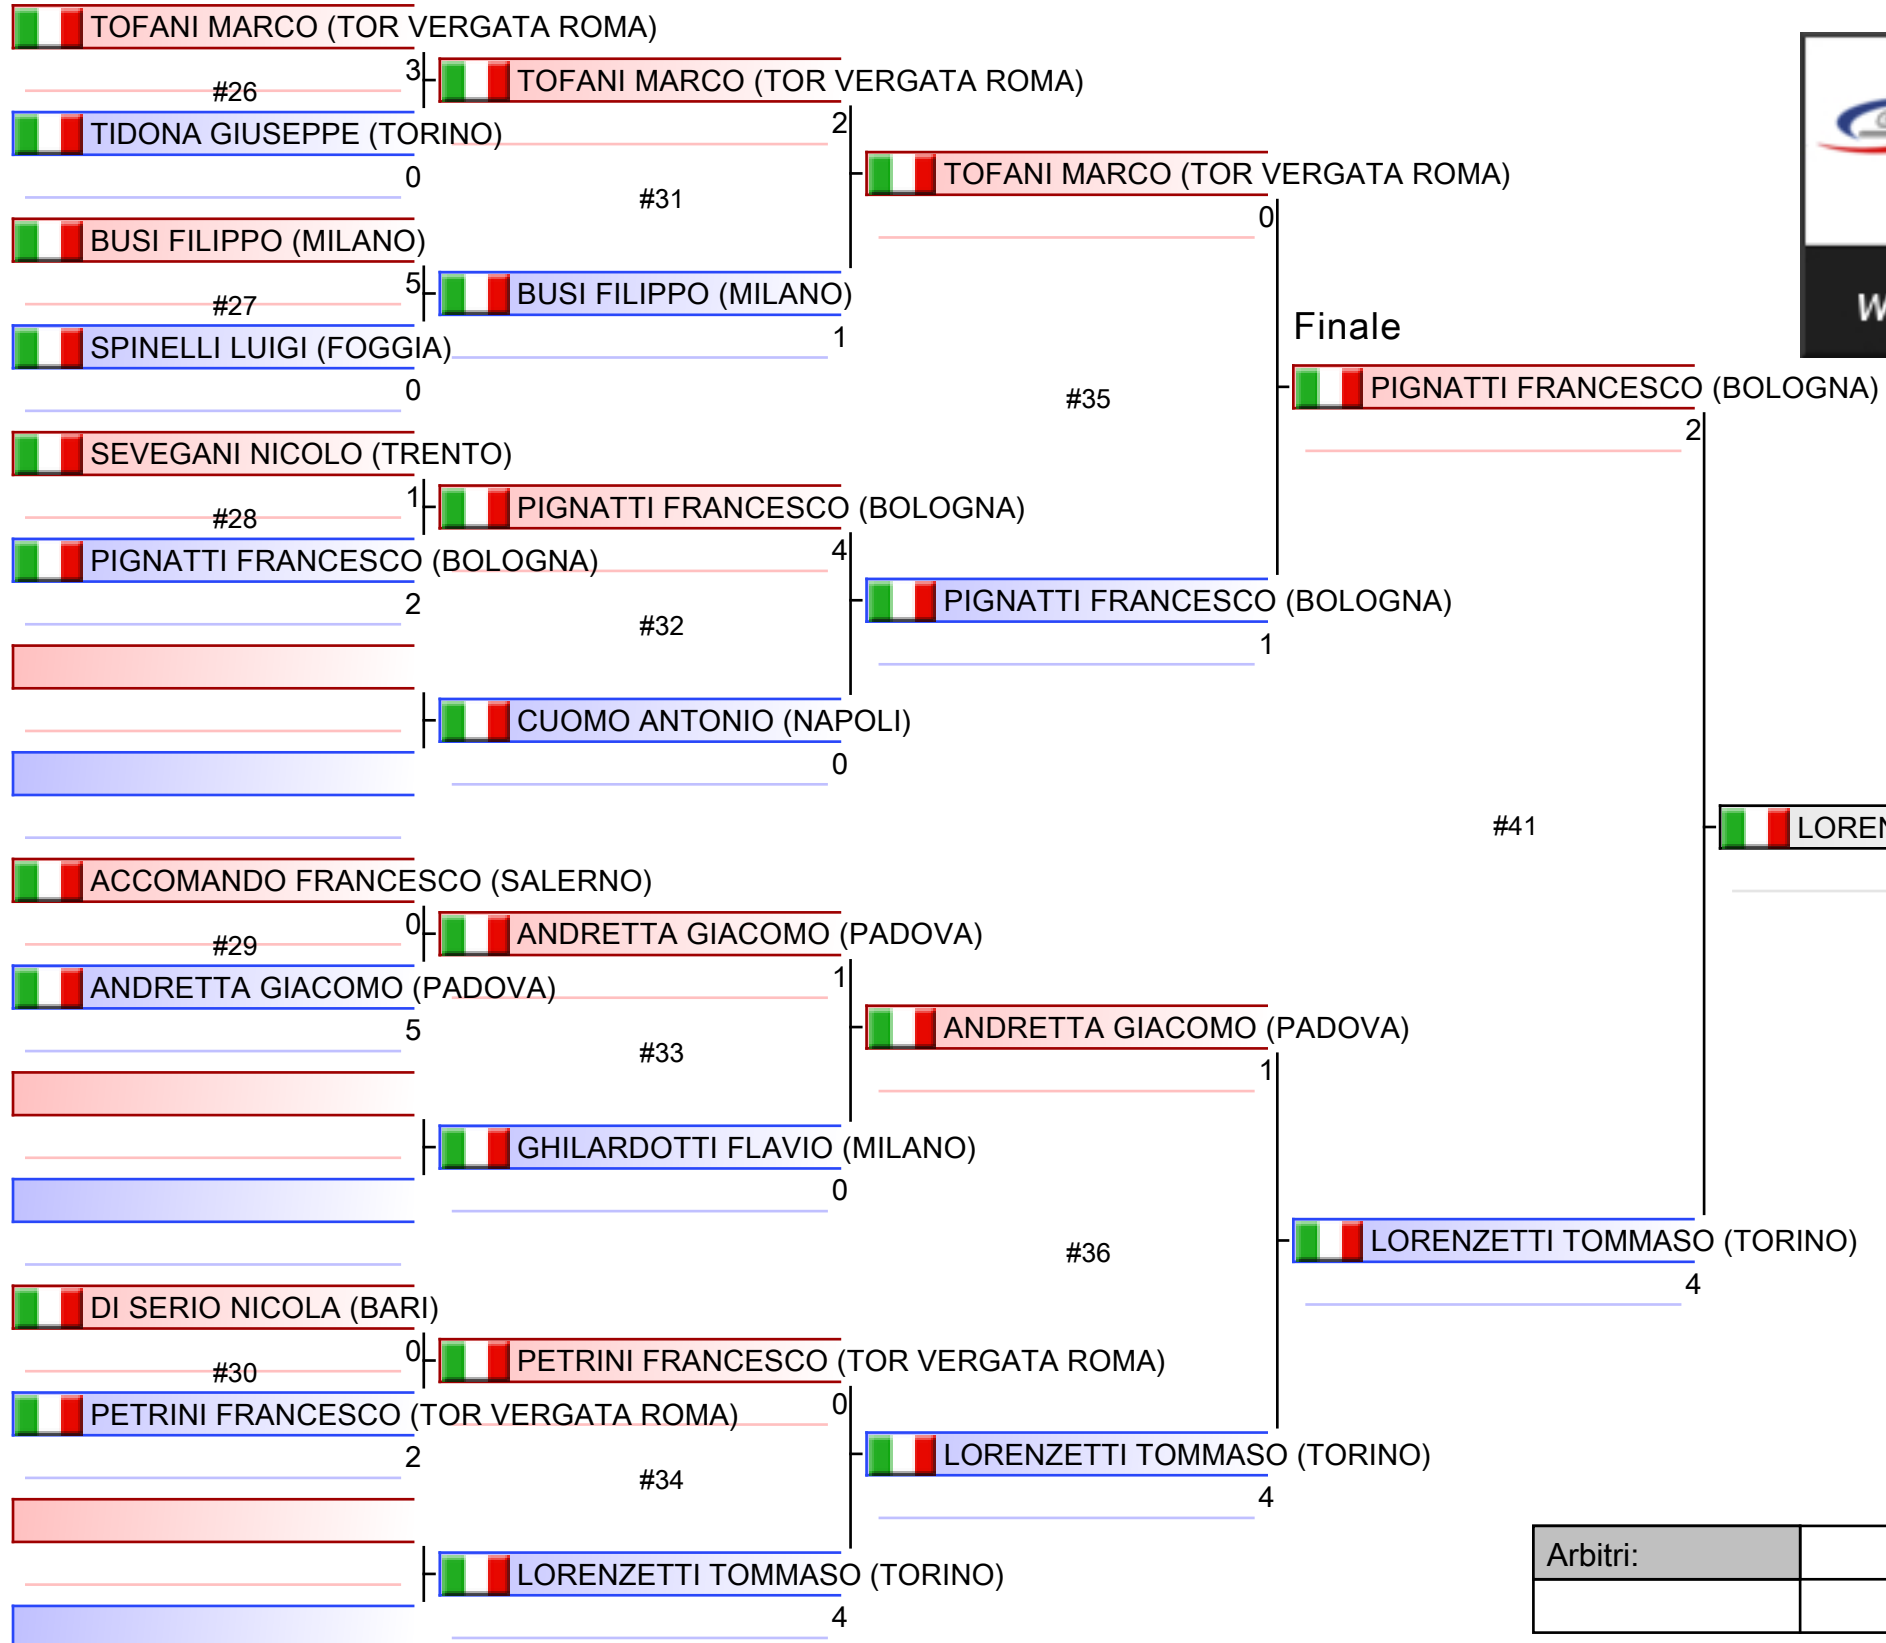 TOFANI MARCO (TOR VERGATA ROMA)
3
#26
TIDONA GIUSEPPE (TORINO)
0
BUSI FILIPPO (MILANO)
5
#27
SPINELLI LUIGI (FOGGIA)
0
SEVEGANI NICOLO (TRENTO)
1
#28
PIGNATTI FRANCESCO (BOLOGNA)
2
ACCOMANDO FRANCESCO (SALERNO)
0
#29
ANDRETTA GIACOMO (PADOVA)
5
DI SERIO NICOLA (BARI)
0
#30
PETRINI FRANCESCO (TOR VERGATA ROMA)
2
TOFANI MARCO (TOR VERGATA ROMA)
2
#31
BUSI FILIPPO (MILANO)
1
PIGNATTI FRANCESCO (BOLOGNA)
4
#32
CUOMO ANTONIO (NAPOLI)
0
ANDRETTA GIACOMO (PADOVA)
1
#33
GHILARDOTTI FLAVIO (MILANO)
0
PETRINI FRANCESCO (TOR VERGATA ROMA)
0
#34
LORENZETTI TOMMASO (TORINO)
4
TOFANI MARCO (TOR VERGATA ROMA)
0
#35
PIGNATTI FRANCESCO (BOLOGNA)
1
ANDRETTA GIACOMO (PADOVA)
1
#36
LORENZETTI TOMMASO (TORINO)
4
Finale
PIGNATTI FRANCESCO (BOLOGNA)
2
#41
LORENZETTI TOMMASO (TORINO)
4
Arbitri: